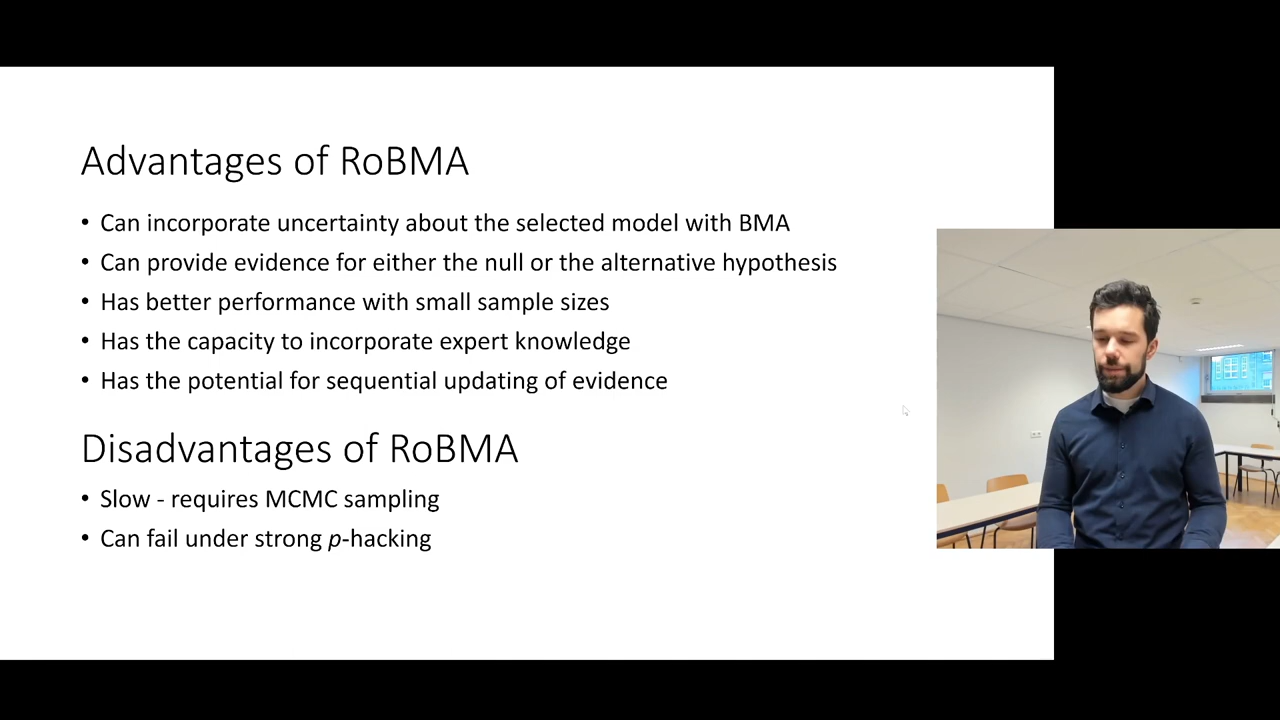 Advantages of RoBMA
• Can incorporate uncertainty about the selected model with BMA
• Can provide evidence for either the null or the alternative hypothesis
• Has better performance with small sample sizes
• Has the capacity to incorporate expert knowledge
• Has the potential for sequential updating of evidence
Disadvantages of RoBMA
• Slow - requires MCMC sampling
• Can fail under strong p-hacking